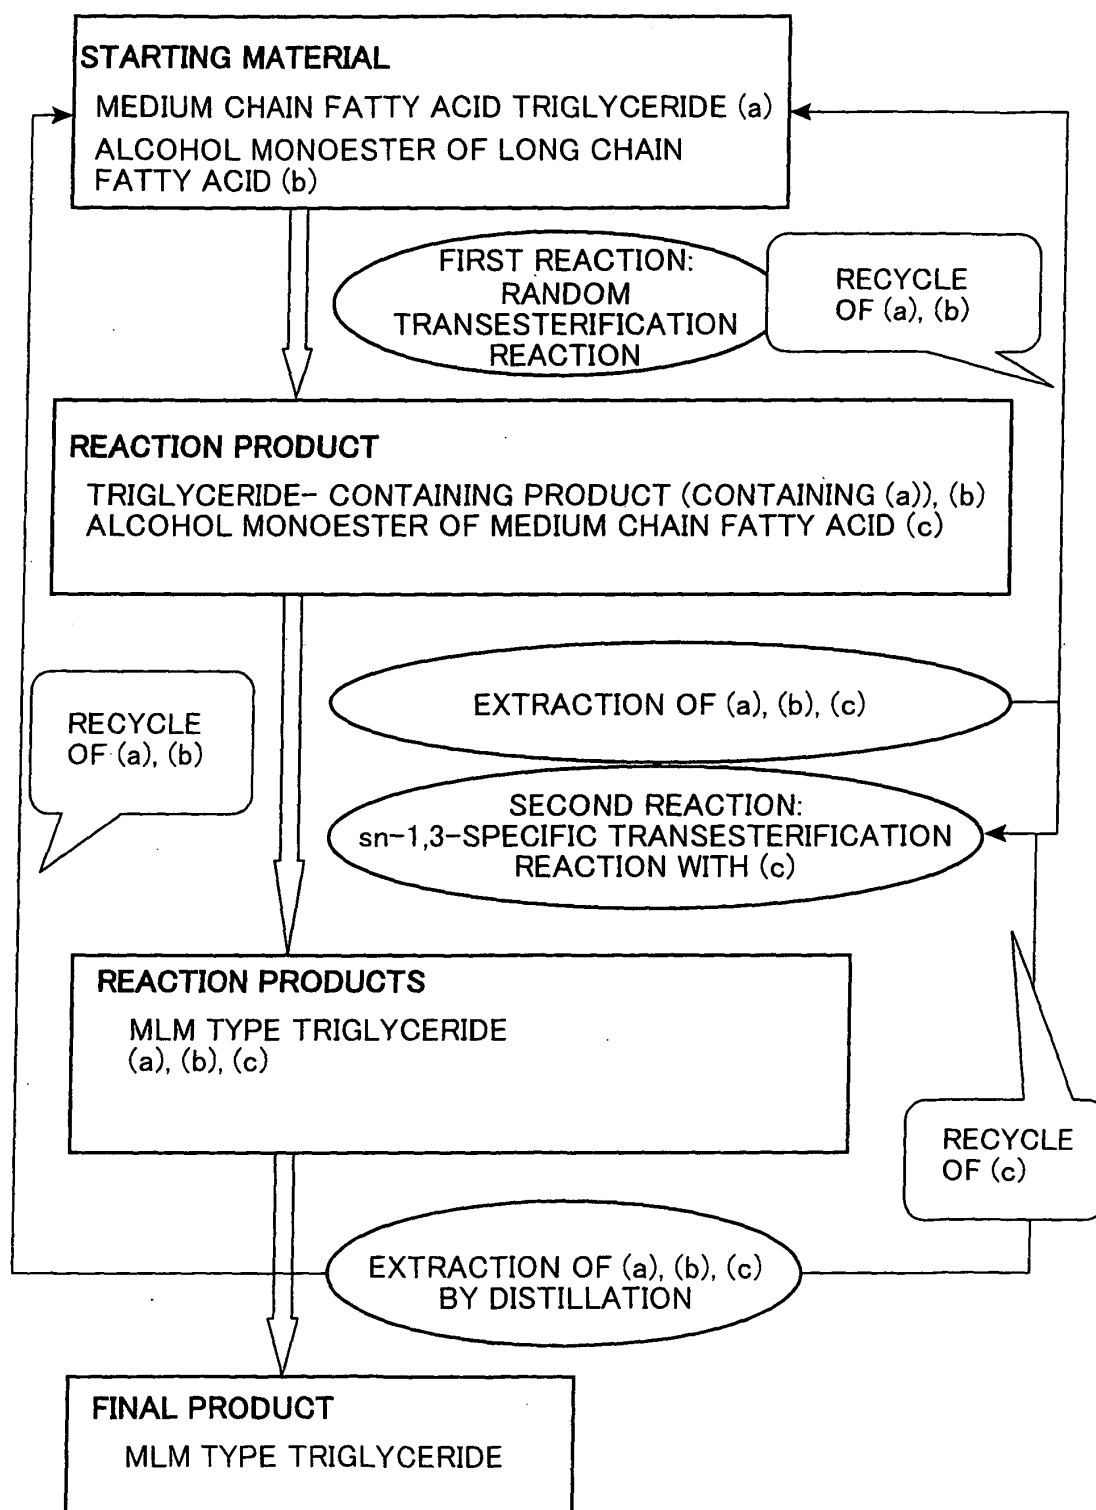 STARTING MATERIAL
MEDIUM CHAIN FATTY ACID TRIGLYCERIDE (a)
ALCOHOL MONOESTER OF LONG CHAIN
FATTY ACID (b)
FIRST REACTION:
RANDOM
TRANSESTERIFICATION
REACTION
RECYCLE
OF (a), (b)
REACTION PRODUCT
TRIGLYCERIDE- CONTAINING PRODUCT (CONTAINING (a)), (b)
ALCOHOL MONOESTER OF MEDIUM CHAIN FATTY ACID (c)
EXTRACTION OF (a), (b), (c)
RECYCLE
OF (a), (b)
SECOND REACTION:
sn-1,3-SPECIFIC TRANSESTERIFICATION
REACTION WITH (c)
REACTION PRODUCTS
MLM TYPE TRIGLYCERIDE
(a), (b), (c)
RECYCLE
OF (c)
EXTRACTION OF (a), (b), (c)
BY DISTILLATION
FINAL PRODUCT
MLM TYPE TRIGLYCERIDE